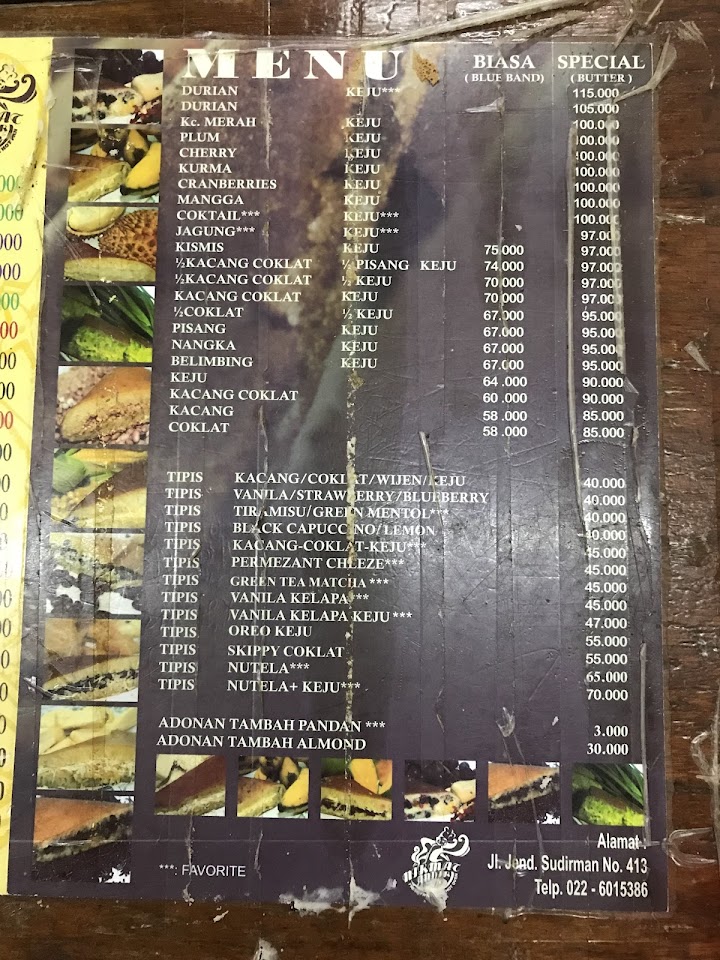 MENU BIASA SPECIAL
( BLUE BAND) ( BUTTER )
DURIAN KEJU*** 115.000
DURIAN 105.000
Kc. MERAH KEJU 100.000
PLUM KEJU 100.000
CHERRY KEJU 100.000
KURMA KEJU 100.000
CRANBERRIES KEJU 100.000
MANGGA KEJU 100.000
COKTAIL*** KEJU*** 100.000
JAGUNG*** KEJU*** 97.000
KISMIS KEJU 75.000 97.000
½KACANG COKLAT ½ PISANG KEJU 74.000 97.000
½KACANG COKLAT ½ KEJU 70.000 97.000
KACANG COKLAT KEJU 70.000 97.000
½COKLAT ½ KEJU 67.000 95.000
PISANG KEJU 67.000 95.000
NANGKA KEJU 67.000 95.000
BELIMBING KEJU 67.000 95.000
KEJU 64 .000 90.000
KACANG COKLAT 60 .000 90.000
KACANG 58 .000 85.000
COKLAT 58 .000 85.000
TIPIS KACANG/COKLAT/WIJEN/KEJU 40.000
TIPIS VANILA/STRAWBERRY/BLUEBERRY 40.000
TIPIS TIRAMISU/GREEN MENTOL*** 40.000
TIPIS BLACK CAPUCCINO/LEMON 40.000
TIPIS KACANG-COKLAT-KEJU*** 45.000
TIPIS PERMEZANT CHEEZE*** 45.000
TIPIS GREEN TEA MATCHA *** 45.000
TIPIS VANILA KELAPA *** 45.000
TIPIS VANILA KELAPA KEJU *** 47.000
TIPIS OREO KEJU 55.000
TIPIS SKIPPY COKLAT 55.000
TIPIS NUTELA*** 65.000
TIPIS NUTELA+ KEJU*** 70.000
ADONAN TAMBAH PANDAN *** 3.000
ADONAN TAMBAH ALMOND 30.000
***: FAVORITE
Alamat :
Jl. Jend. Sudirman No. 413
Telp. 022 - 6015386